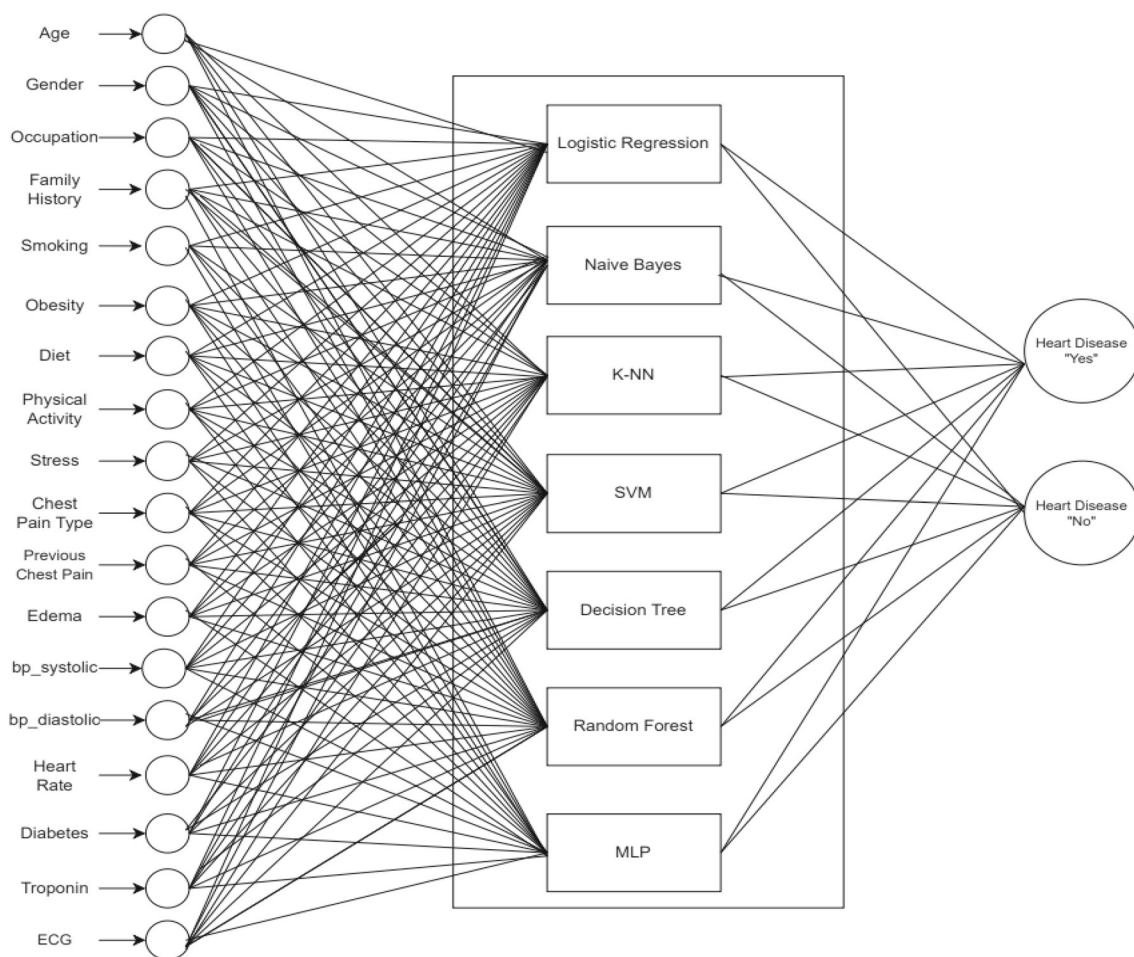 Age
Gender
Occupation
Family
History
Smoking
Obesity
Diet
Physical
Activity
Stress
Chest
Pain Type
Previous
Chest Pain
Edema
bp_systolic
bp_diastolic
Heart
Rate
Diabetes
Troponin
ECG
Logistic Regression
Naive Bayes
K-NN
SVM
Decision Tree
Random Forest
MLP
Heart Disease
"Yes"
Heart Disease
"No"